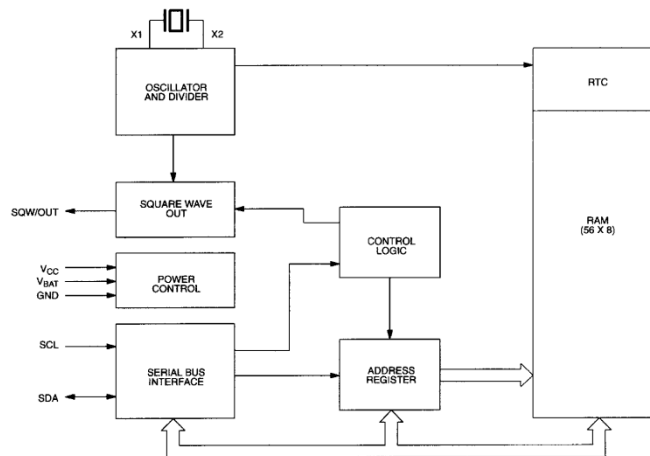 X1
X2
OSCILLATOR
AND DIVIDER
RTC
SQW/OUT
SQUARE WAVE
OUT
CONTROL
LOGIC
RAM
(56 X 8)
VCC
VBAT
GND
POWER
CONTROL
SCL
SDA
SERIAL BUS
INTERFACE
ADDRESS
REGISTER